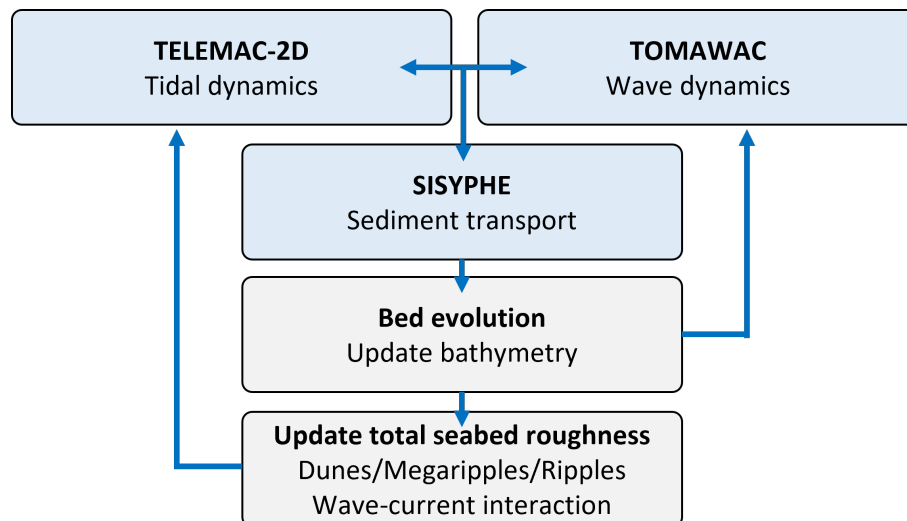 TELEMAC-2D
Tidal dynamics
TOMAWAC
Wave dynamics
SISYPHE
Sediment transport
Bed evolution
Update bathymetry
Update total seabed roughness
Dunes/Megaripples/Ripples
Wave-current interaction